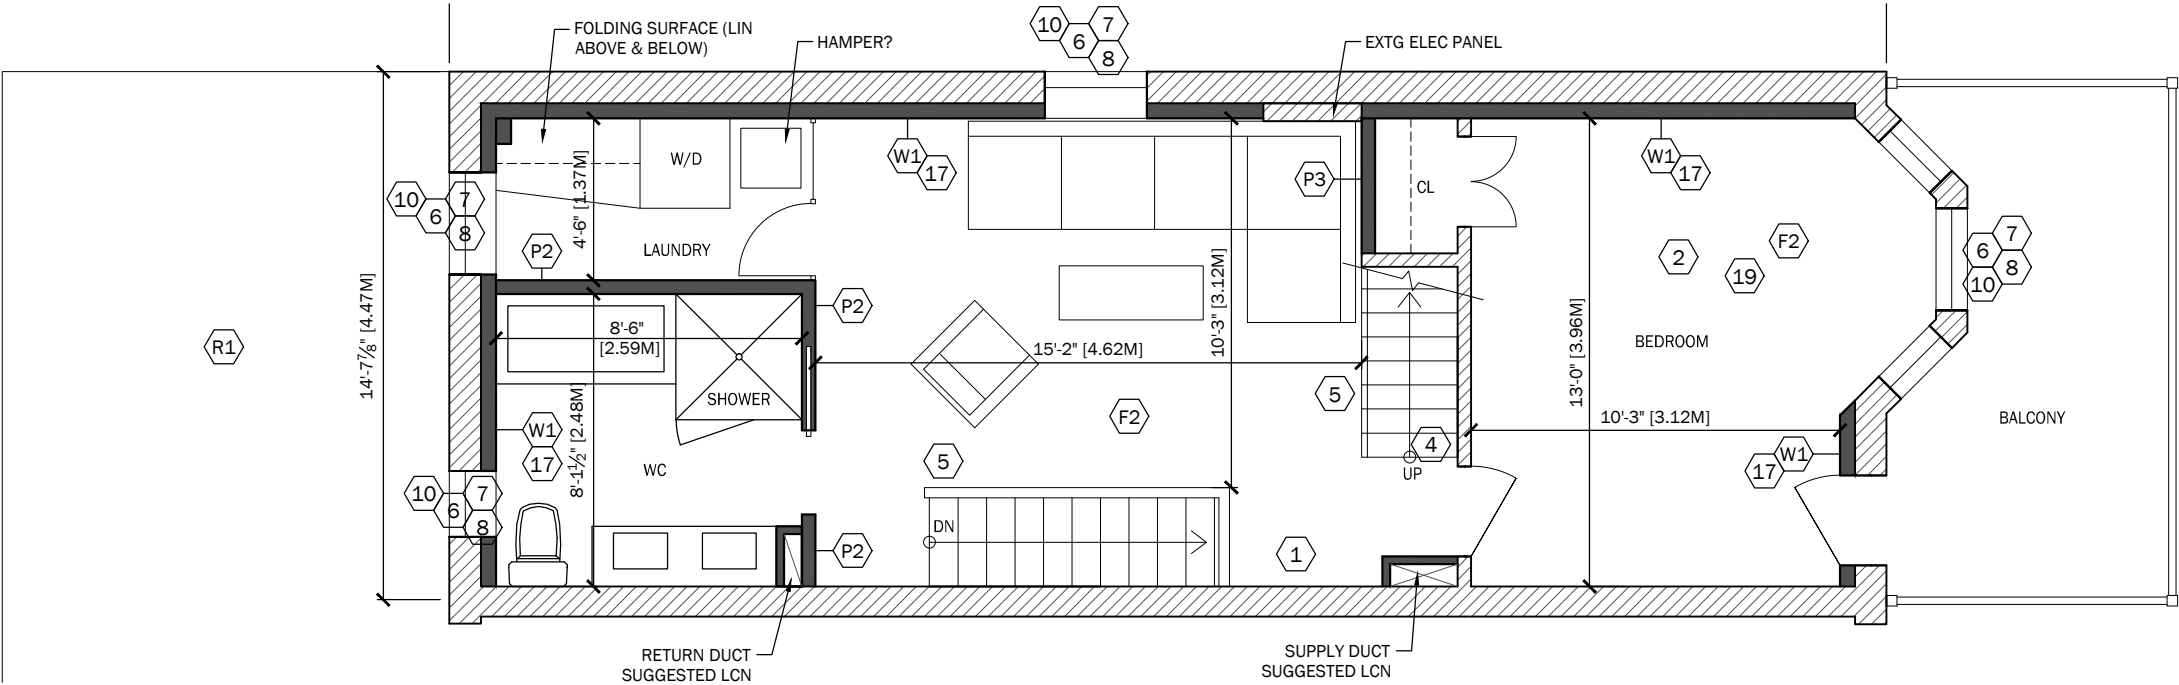 FOLDING SURFACE (LIN
ABOVE & BELOW)
HAMPER?
10
7
6
8
EXTG ELEC PANEL
W/D
4'-6" [1.37M]
W1
17
P3
CL
W1
17
10
7
6
8
P2
LAUNDRY
F2
2
19
7
6
8
10
14'-7⅞" [4.47M]
R1
P2
8'-6"
[2.59M]
10'-3" [3.12M]
15'-2" [4.62M]
13'-0" [3.96M]
BEDROOM
SHOWER
5
F2
10'-3" [3.12M]
BALCONY
W1
17
8'-1½" [2.48M]
WC
5
4
UP
W1
17
10
7
6
8
DN
P2
1
RETURN DUCT
SUGGESTED LCN
SUPPLY DUCT
SUGGESTED LCN